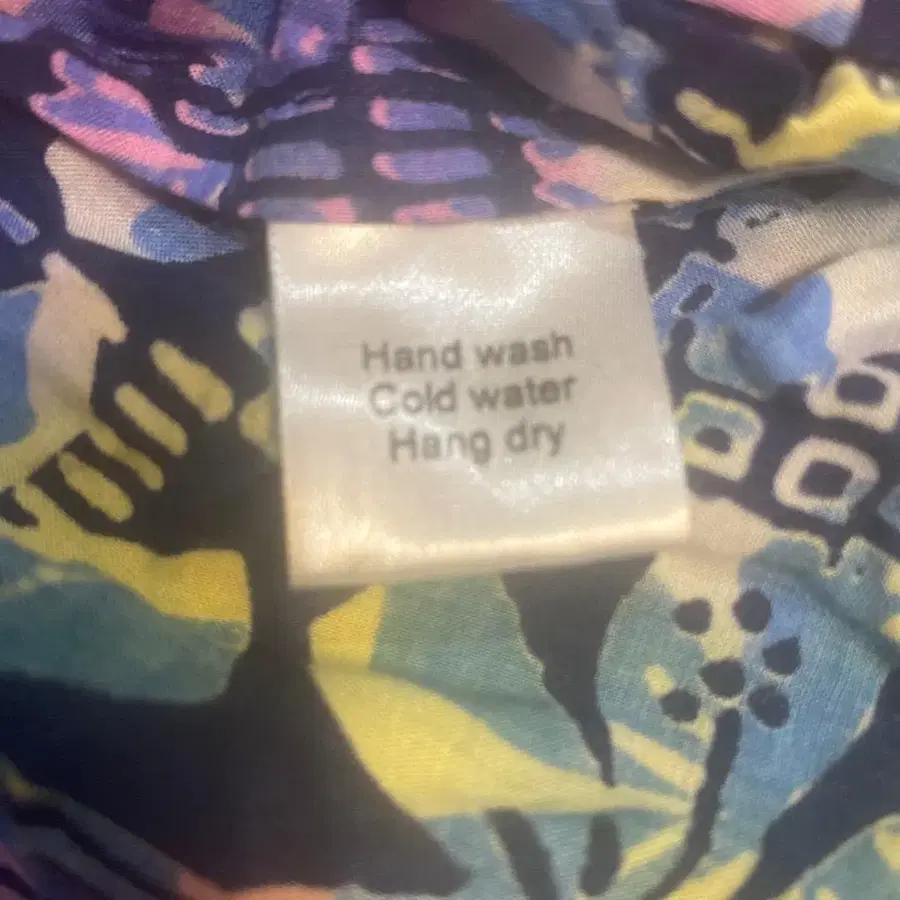 Hand wash
Cold water
Hang dry